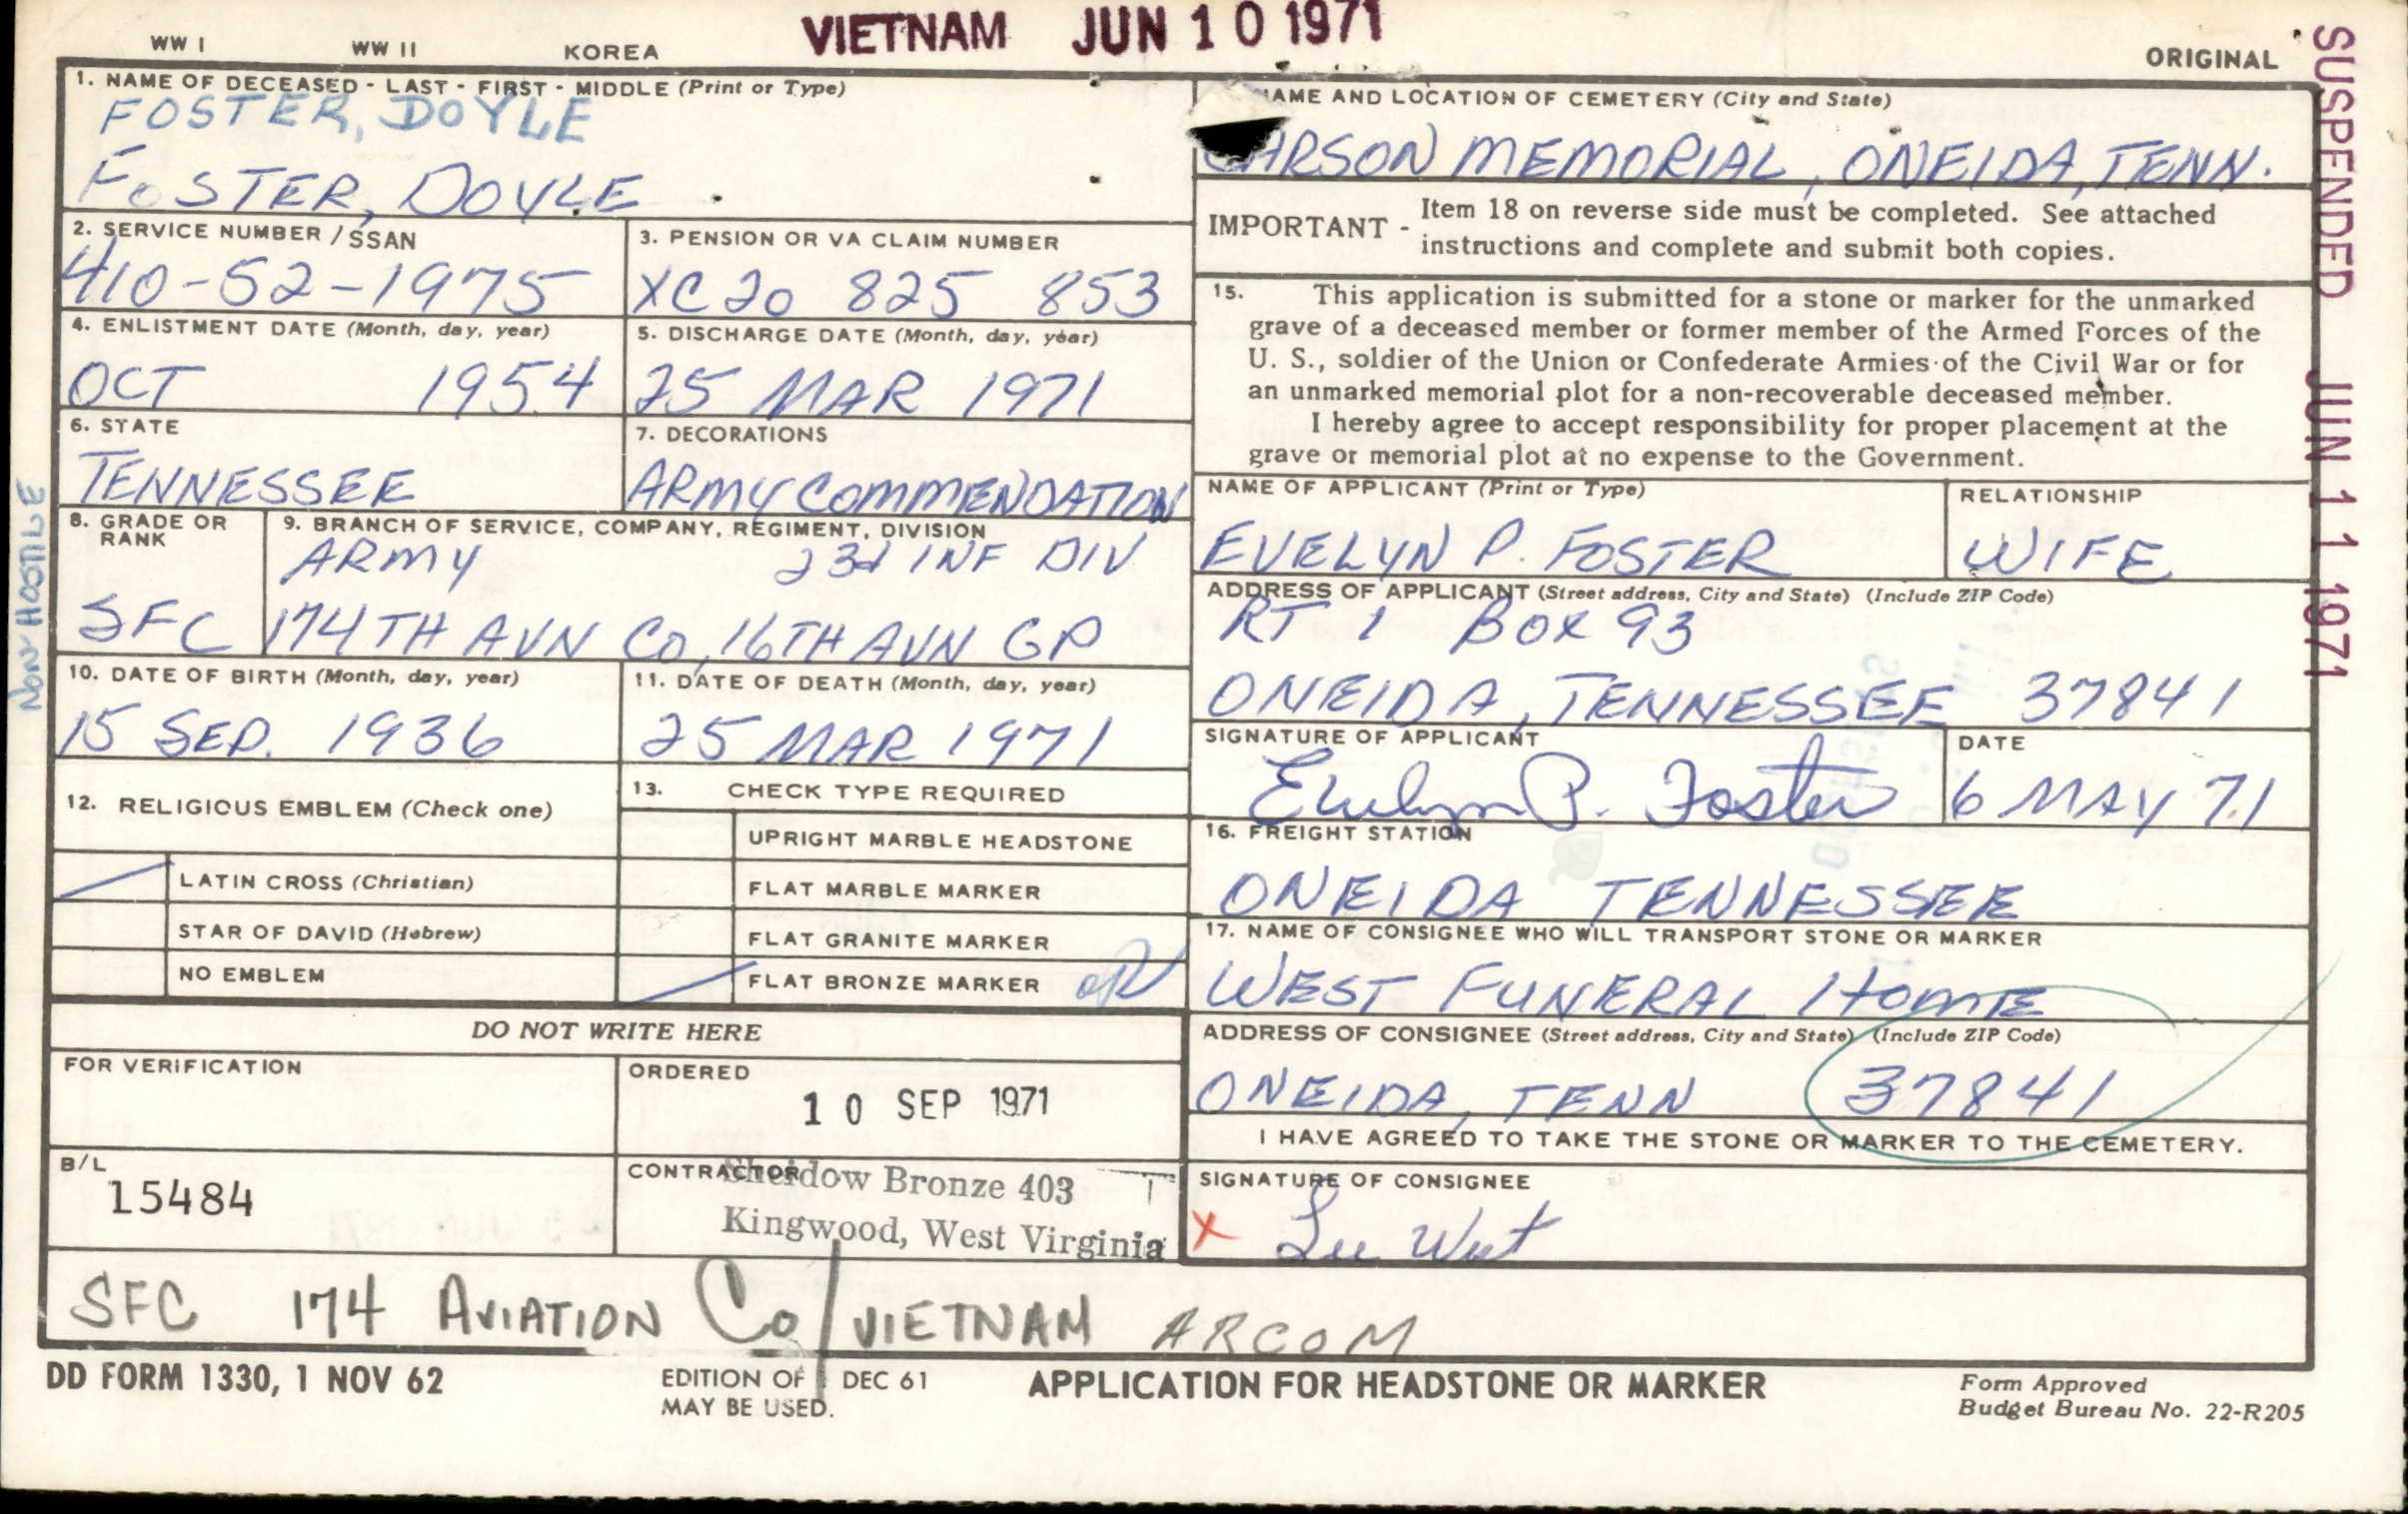 WW I WW II KOREA VIETNAM JUN 10 1971
ORIGINAL
1. NAME OF DECEASED - LAST - FIRST - MIDDLE (Print or Type)
FOSTER, DOYLE
FOSTER, DOYLE
2. SERVICE NUMBER / SSAN
410-52-1975
3. PENSION OR VA CLAIM NUMBER
XC 20 825 853
4. ENLISTMENT DATE (Month, day, year)
OCT 1954
5. DISCHARGE DATE (Month, day, year)
25 MAR 1971
6. STATE
TENNESSEE
7. DECORATIONS
ARMY COMMENDATION
8. GRADE OR RANK
SFC
9. BRANCH OF SERVICE, COMPANY, REGIMENT, DIVISION
ARMY 23d INF DIV
174TH AVN Co, 16TH AVN GP
10. DATE OF BIRTH (Month, day, year)
15 SEP. 1936
11. DATE OF DEATH (Month, day, year)
25 MAR 1971
12. RELIGIOUS EMBLEM (Check one)
LATIN CROSS (Christian)
STAR OF DAVID (Hebrew)
NO EMBLEM
13. CHECK TYPE REQUIRED
UPRIGHT MARBLE HEADSTONE
FLAT MARBLE MARKER
FLAT GRANITE MARKER
FLAT BRONZE MARKER
DO NOT WRITE HERE
FOR VERIFICATION
ORDERED
10 SEP 1971
B/L
15484
CONTRACTOR
Sheidow Bronze 403
Kingwood, West Virginia
NAME AND LOCATION OF CEMETERY (City and State)
CARSON MEMORIAL, ONEIDA, TENN.
IMPORTANT - Item 18 on reverse side must be completed. See attached
instructions and complete and submit both copies.
15. This application is submitted for a stone or marker for the unmarked
grave of a deceased member or former member of the Armed Forces of the
U. S., soldier of the Union or Confederate Armies of the Civil War or for
an unmarked memorial plot for a non-recoverable deceased member.
I hereby agree to accept responsibility for proper placement at the
grave or memorial plot at no expense to the Government.
NAME OF APPLICANT (Print or Type)
EVELYN P. FOSTER
RELATIONSHIP
WIFE
ADDRESS OF APPLICANT (Street address, City and State) (Include ZIP Code)
RT 1 BOX 93
ONEIDA, TENNESSEE 37841
SIGNATURE OF APPLICANT
Evelyn P. Foster
DATE
6 MAY 71
16. FREIGHT STATION
ONEIDA TENNESSEE
17. NAME OF CONSIGNEE WHO WILL TRANSPORT STONE OR MARKER
WEST FUNERAL HOME
ADDRESS OF CONSIGNEE (Street address, City and State) (Include ZIP Code)
ONEIDA, TENN 37841
I HAVE AGREED TO TAKE THE STONE OR MARKER TO THE CEMETERY.
SIGNATURE OF CONSIGNEE
X Lee West
SFC 174 AVIATION Co/VIETNAM ARCOM
DD FORM 1330, 1 NOV 62
EDITION OF 1 DEC 61
MAY BE USED.
APPLICATION FOR HEADSTONE OR MARKER
Form Approved
Budget Bureau No. 22-R205
NON HOSTILE
SUSPENDED JUN 11 1971